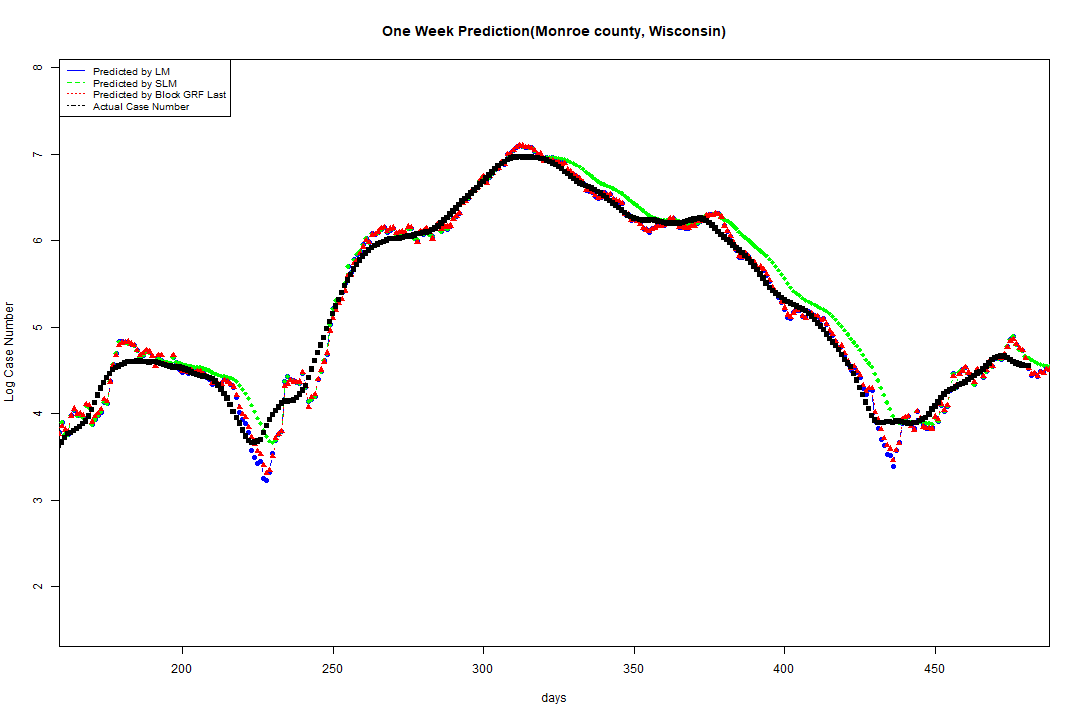 One Week Prediction(Monroe county, Wisconsin)
Predicted by LM
Predicted by SLM
Predicted by Block GRF Last
Actual Case Number
8
7
6
5
4
3
2
Log Case Number
200 250 300 350 400 450
days